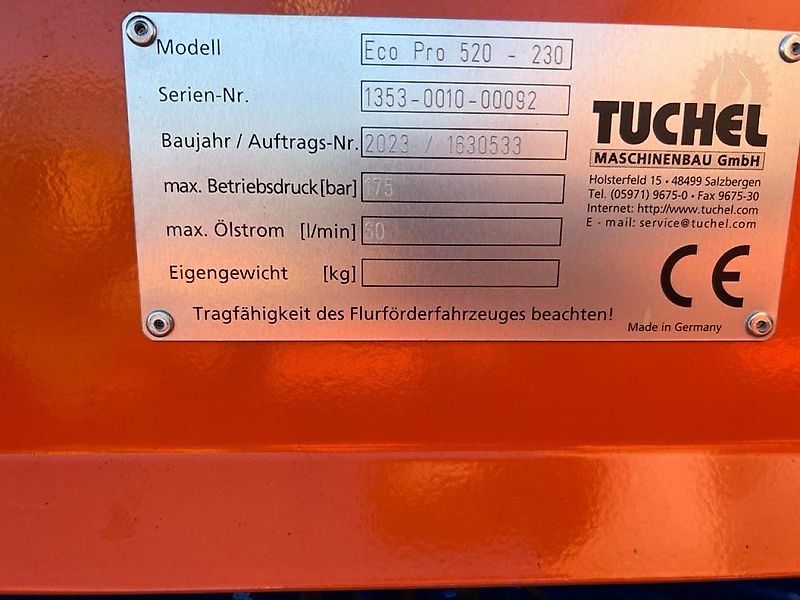 Modell Eco Pro 520 - 230
Serien-Nr. 1353-0010-00092
Baujahr / Auftrags-Nr. 2023 / 1630533
max. Betriebsdruck [bar] 175
max. Ölstrom [l/min] 60
Eigengewicht [kg]
Tragfähigkeit des Flurförderfahrzeuges beachten!
TUCHEL
MASCHINENBAU GmbH
Holsterfeld 15 • 48499 Salzbergen
Tel. (05971) 9675-0 • Fax 9675-30
Internet: http://www.tuchel.com
E - mail: service@tuchel.com
CE
Made in Germany